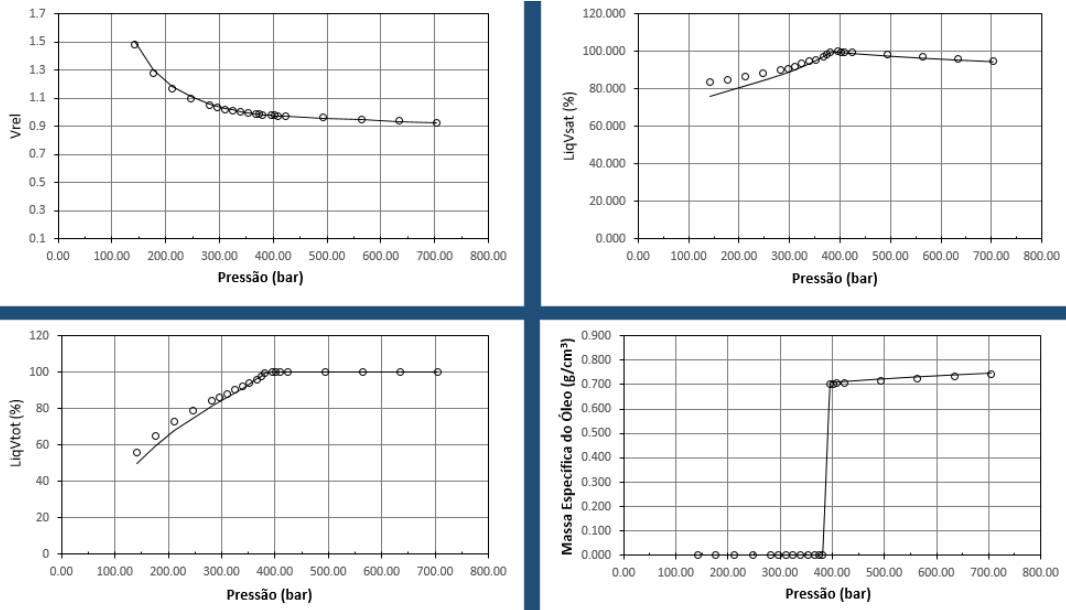 1.7
1.5
1.3
1.1
0.9
0.7
0.5
0.3
0.1
Vrel
0.00 100.00 200.00 300.00 400.00 500.00 600.00 700.00 800.00
Pressão (bar)
120.000
100.000
80.000
60.000
40.000
20.000
0.000
LiqVsat (%)
0.00 100.00 200.00 300.00 400.00 500.00 600.00 700.00 800.00
Pressão (bar)
120
100
80
60
40
20
0
LiqVtot (%)
0.00 100.00 200.00 300.00 400.00 500.00 600.00 700.00 800.00
Pressão (bar)
0.900
0.800
0.700
0.600
0.500
0.400
0.300
0.200
0.100
0.000
Massa Específica do Óleo (g/cm³)
0.00 100.00 200.00 300.00 400.00 500.00 600.00 700.00 800.00
Pressão (bar)